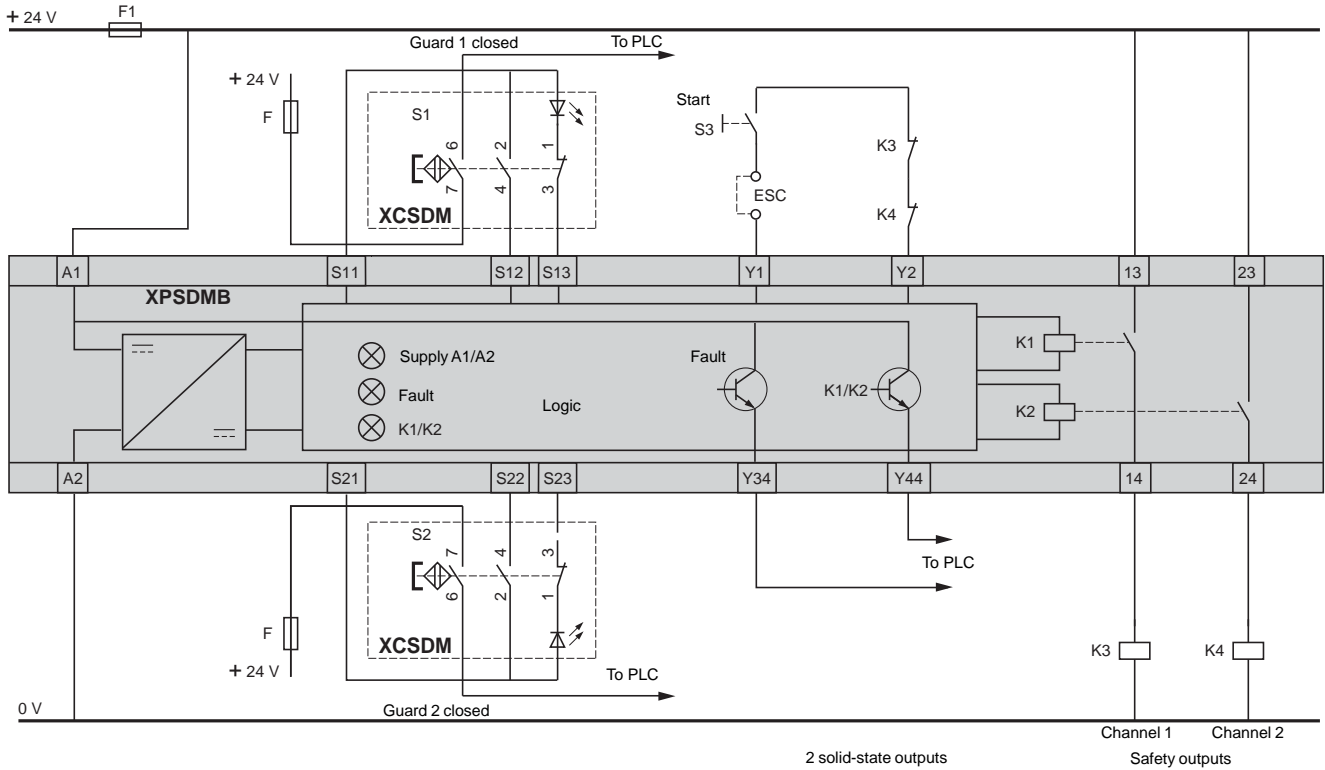 + 24 V
F1
Guard 1 closed
To PLC
+ 24 V
F
S1
6
2
1
7
4
3
XCSDM
Start
S3
ESC
K3
K4
A1
S11
S12
S13
Y1
Y2
13
23
XPSDMB
Supply A1/A2
Fault
K1/K2
Logic
Fault
K1/K2
K1
K2
A2
S21
S22
S23
Y34
Y44
14
24
S2
7
4
3
6
2
1
XCSDM
F
+ 24 V
To PLC
To PLC
K3
K4
0 V
Guard 2 closed
Channel 1
Channel 2
2 solid-state outputs
Safety outputs